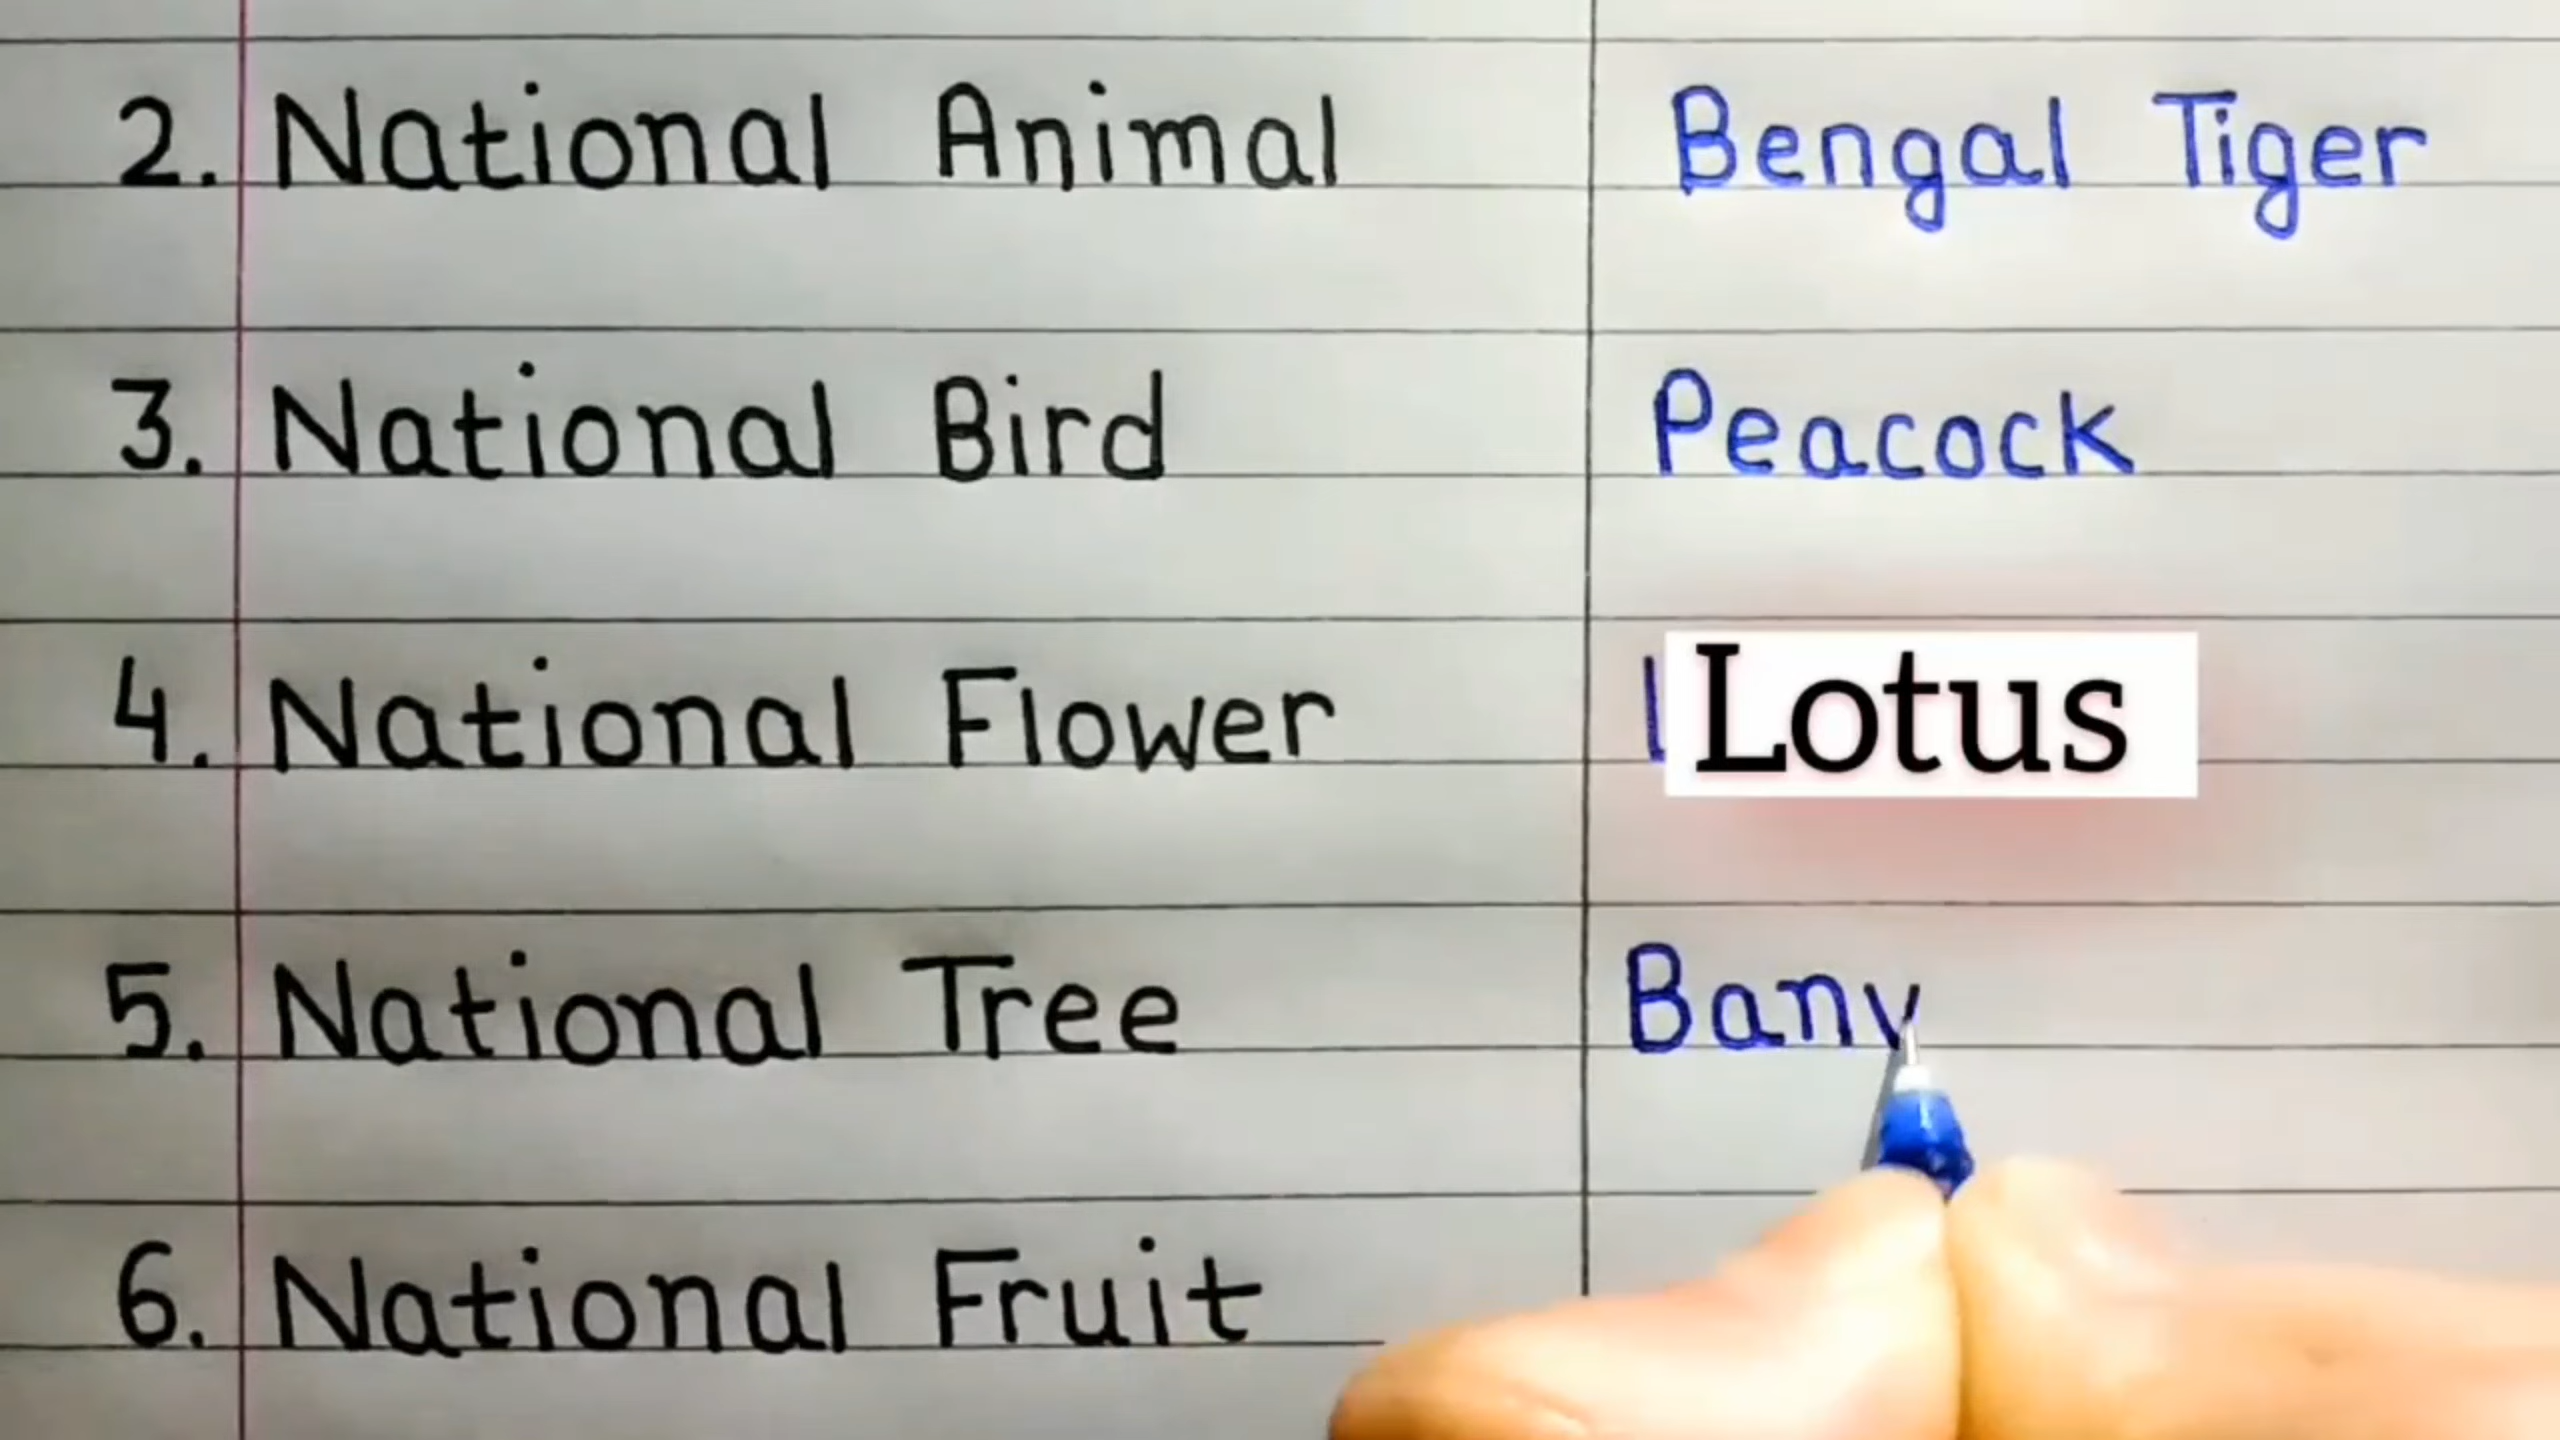 2. National Animal Bengal Tiger
3. National Bird Peacock
4. National Flower Lotus
5. National Tree Bany
6. National Fruit